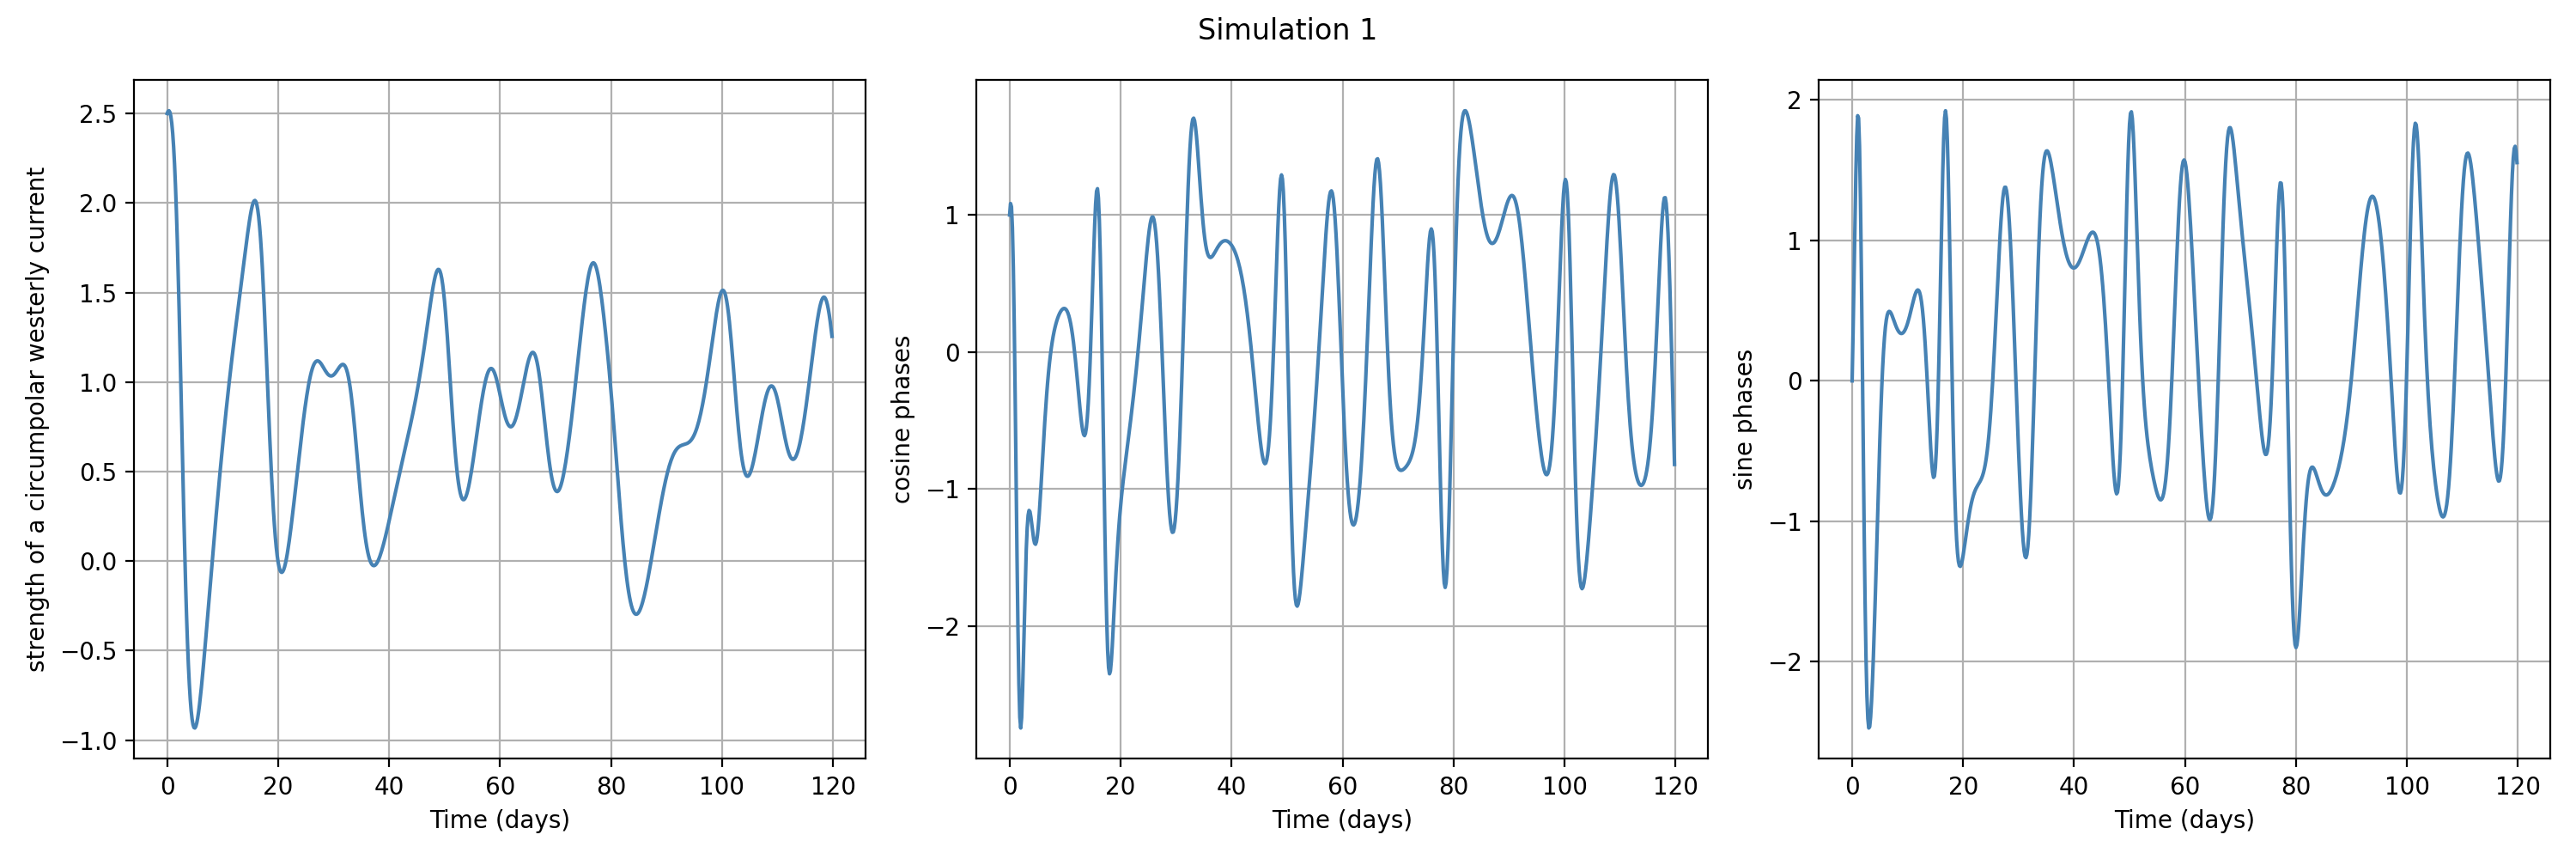 Simulation 1
strength of a circumpolar westerly current
2.5
2.0
1.5
1.0
0.5
0.0
−0.5
−1.0
0 20 40 60 80 100 120
Time (days)
cosine phases
1
0
−1
−2
0 20 40 60 80 100 120
Time (days)
sine phases
2
1
0
−1
−2
0 20 40 60 80 100 120
Time (days)